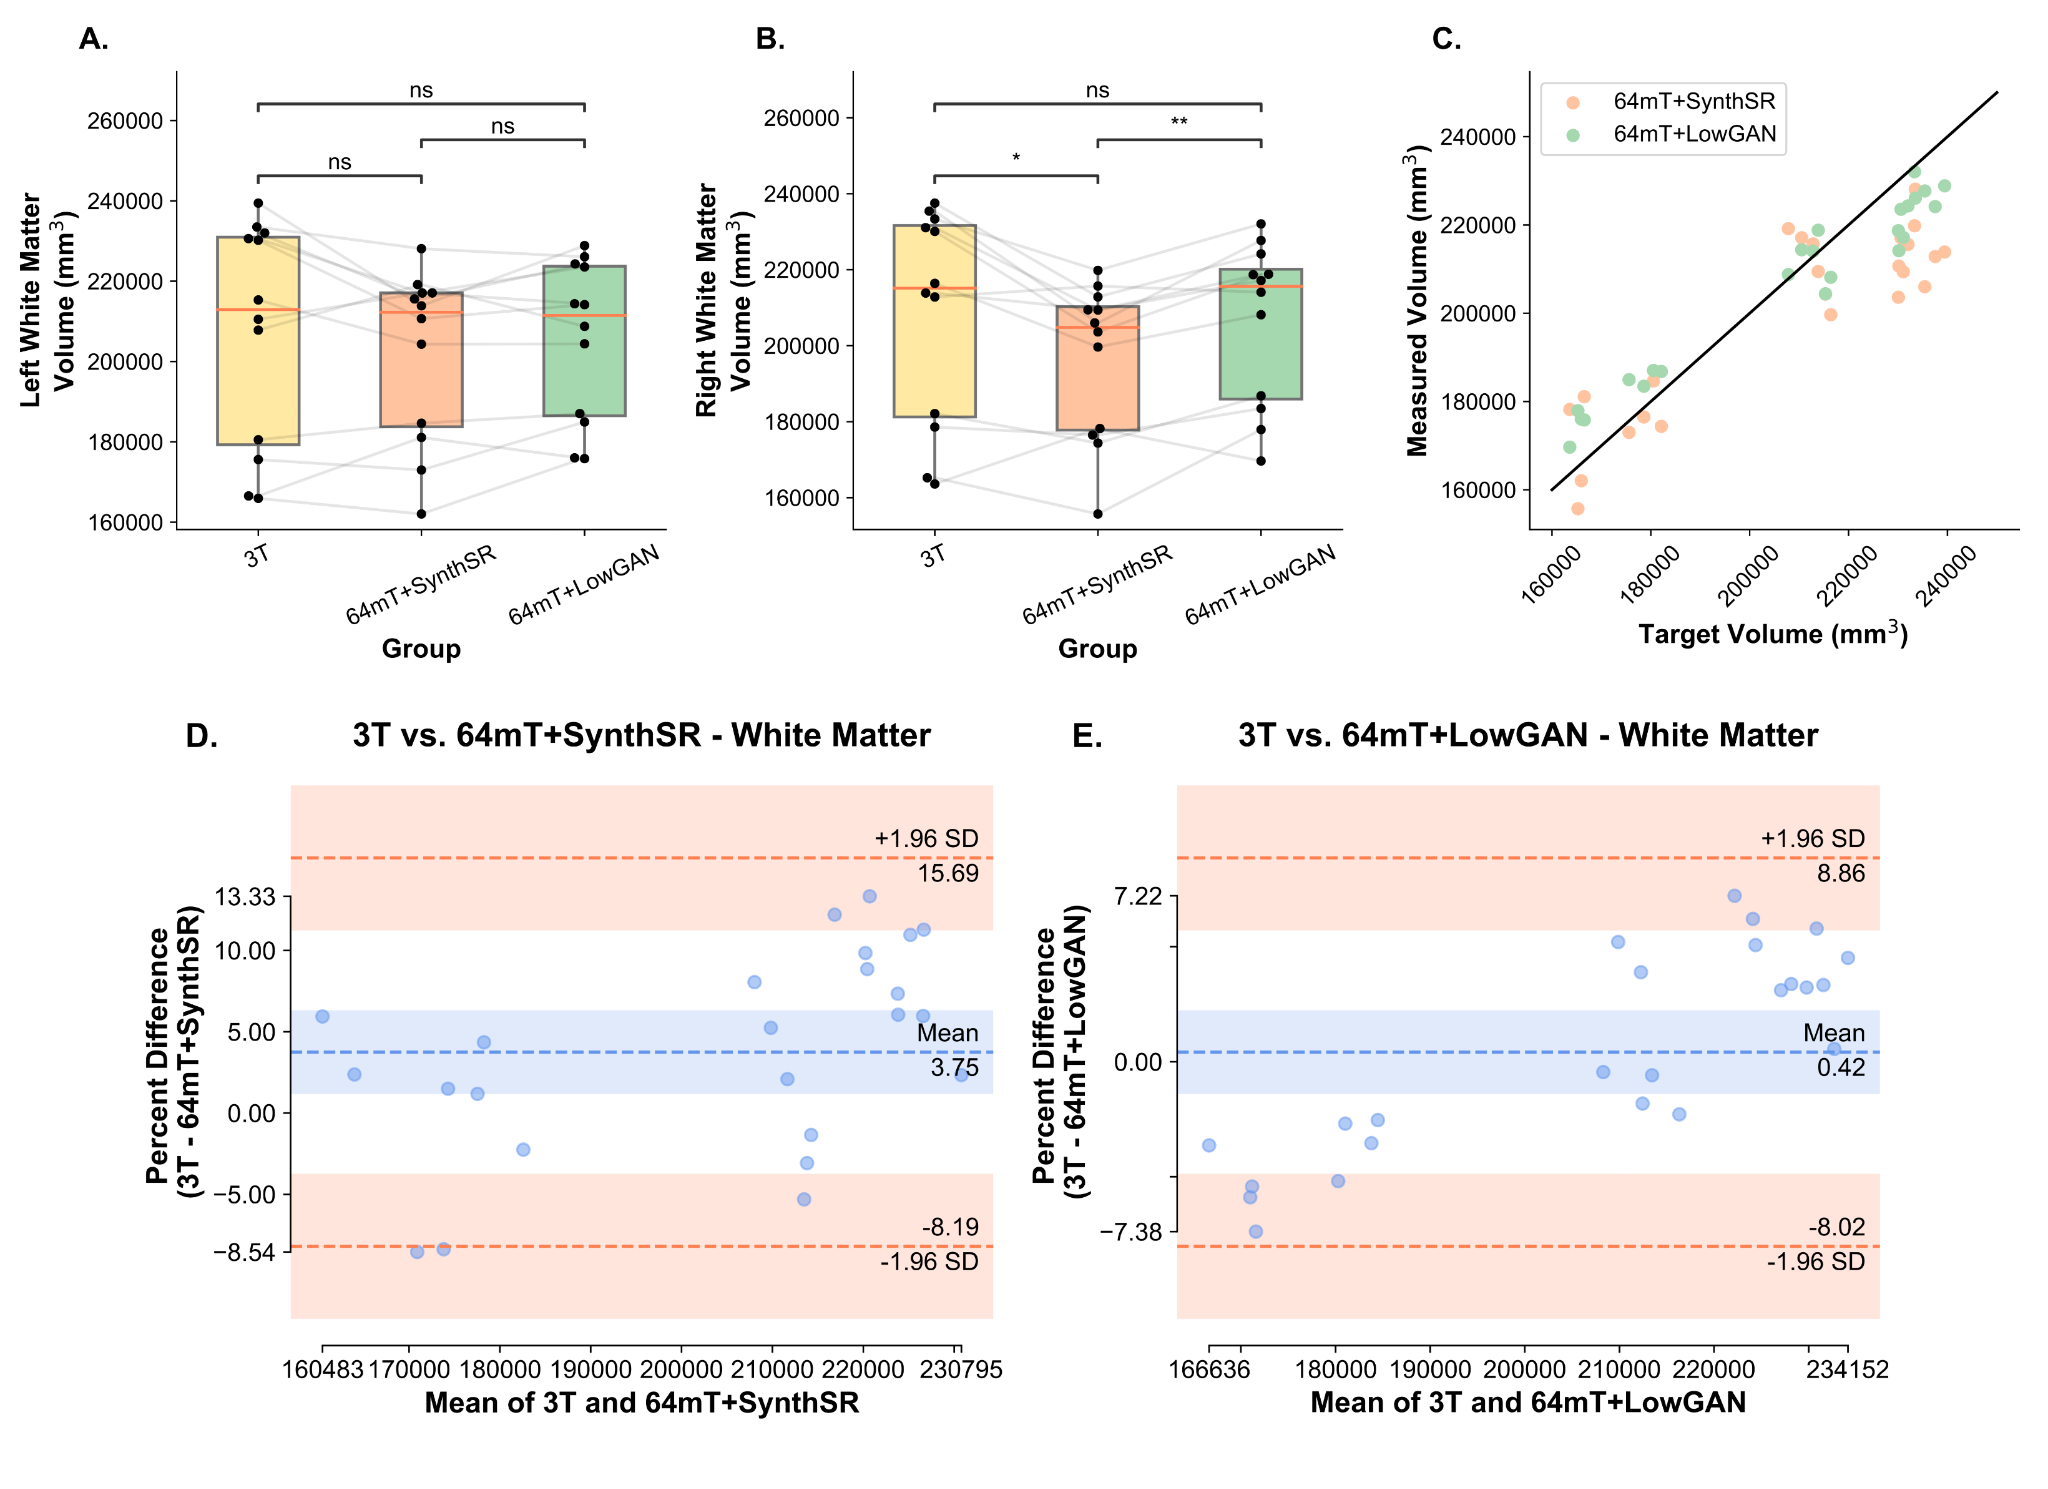 A.
ns
ns
ns
260000
240000
220000
200000
180000
160000
Left White Matter
Volume (mm³)
3T
64mT+SynthSR
64mT+LowGAN
Group
B.
ns
**
*
260000
240000
220000
200000
180000
160000
Right White Matter
Volume (mm³)
3T
64mT+SynthSR
64mT+LowGAN
Group
C.
64mT+SynthSR
64mT+LowGAN
240000
220000
200000
180000
160000
Measured Volume (mm³)
160000
180000
200000
220000
240000
Target Volume (mm³)
D.
3T vs. 64mT+SynthSR - White Matter
+1.96 SD
15.69
Mean
3.75
-8.19
-1.96 SD
13.33
10.00
5.00
0.00
−5.00
−8.54
Percent Difference
(3T - 64mT+SynthSR)
160483
170000
180000
190000
200000
210000
220000
230795
Mean of 3T and 64mT+SynthSR
E.
3T vs. 64mT+LowGAN - White Matter
+1.96 SD
8.86
Mean
0.42
-8.02
-1.96 SD
7.22
0.00
−7.38
Percent Difference
(3T - 64mT+LowGAN)
166636
180000
190000
200000
210000
220000
234152
Mean of 3T and 64mT+LowGAN